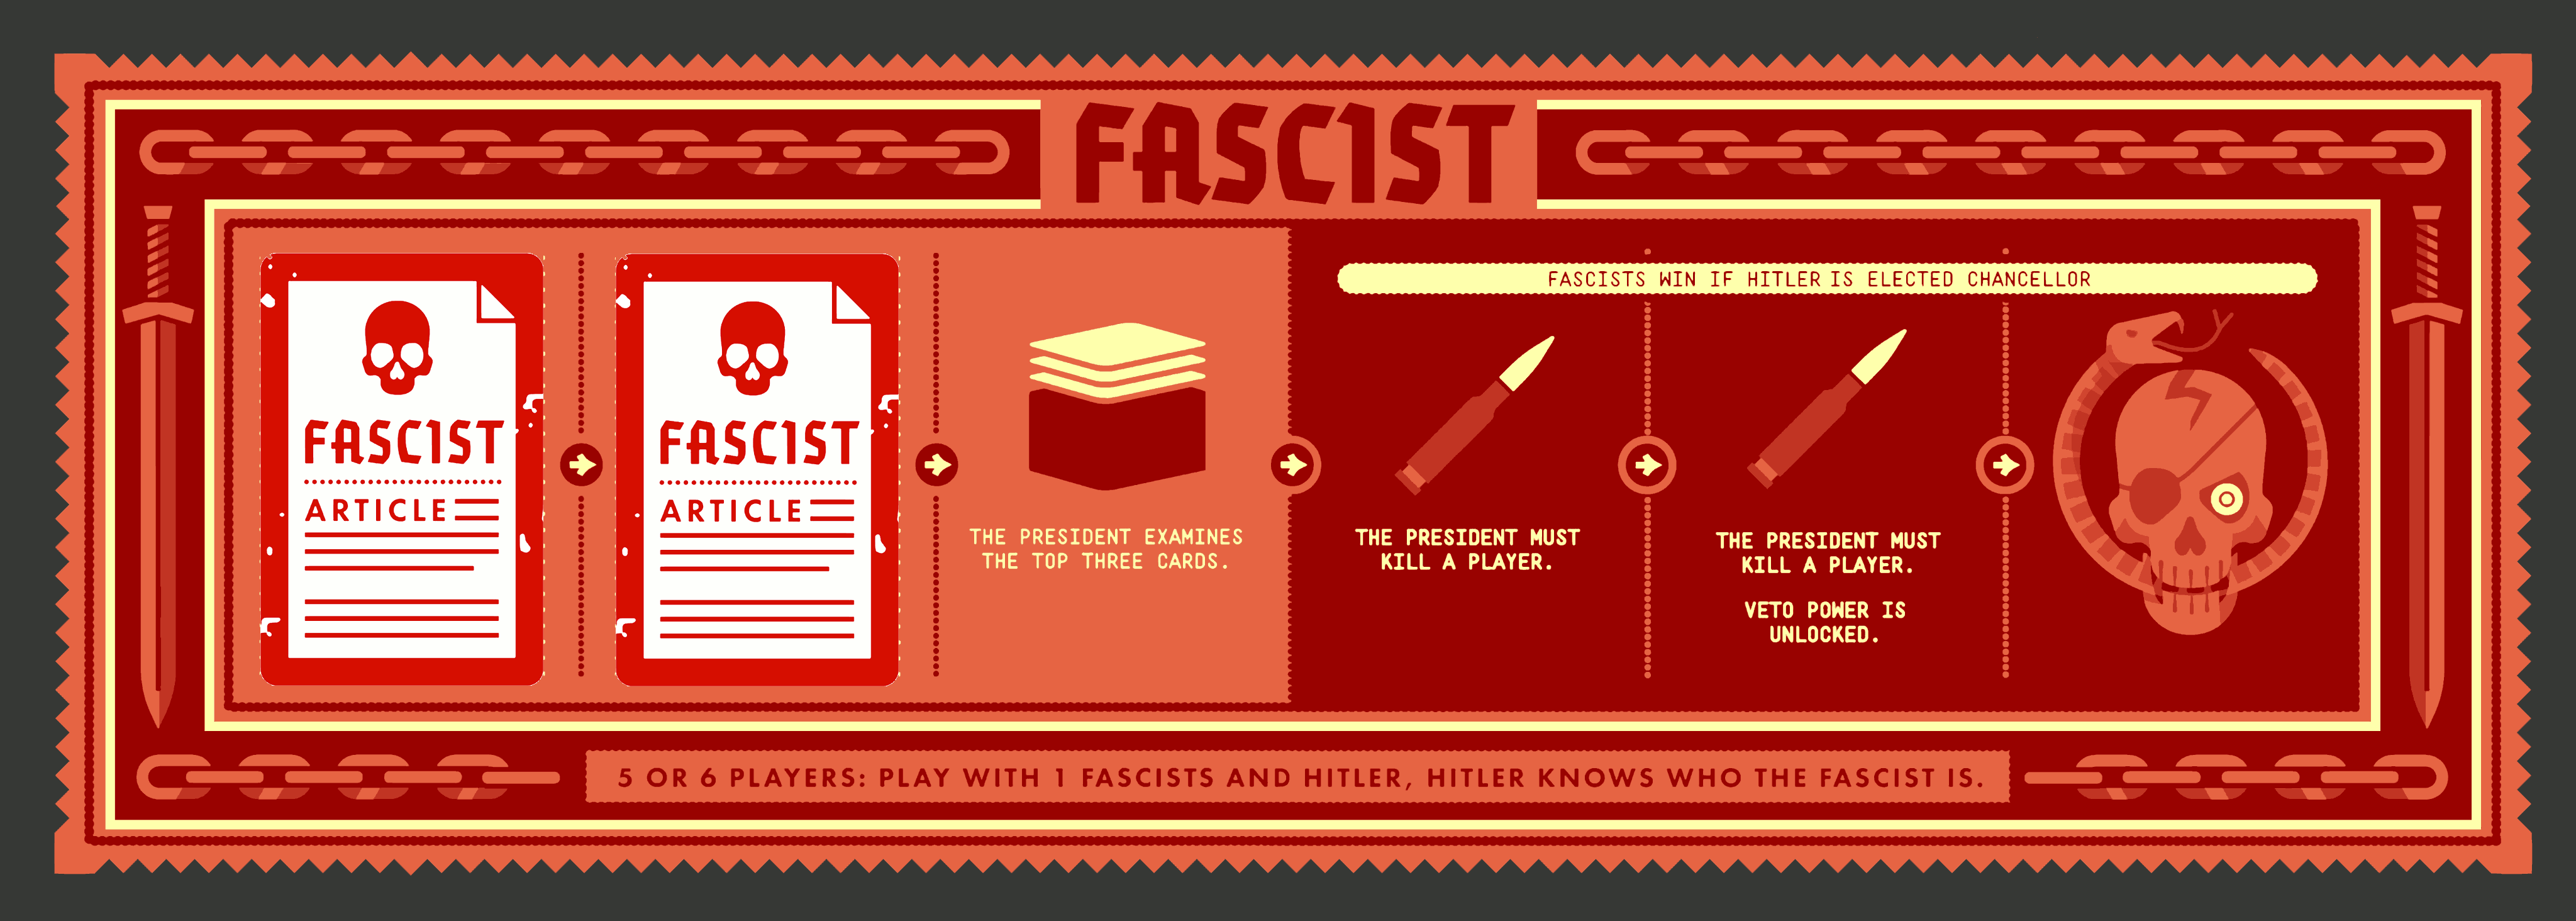 FASCIST
FASCISTS WIN IF HITLER IS ELECTED CHANCELLOR
FASCIST
ARTICLE
FASCIST
ARTICLE
THE PRESIDENT EXAMINES
THE TOP THREE CARDS.
THE PRESIDENT MUST
KILL A PLAYER.
THE PRESIDENT MUST
KILL A PLAYER.
VETO POWER IS
UNLOCKED.
5 OR 6 PLAYERS: PLAY WITH 1 FASCISTS AND HITLER, HITLER KNOWS WHO THE FASCIST IS.